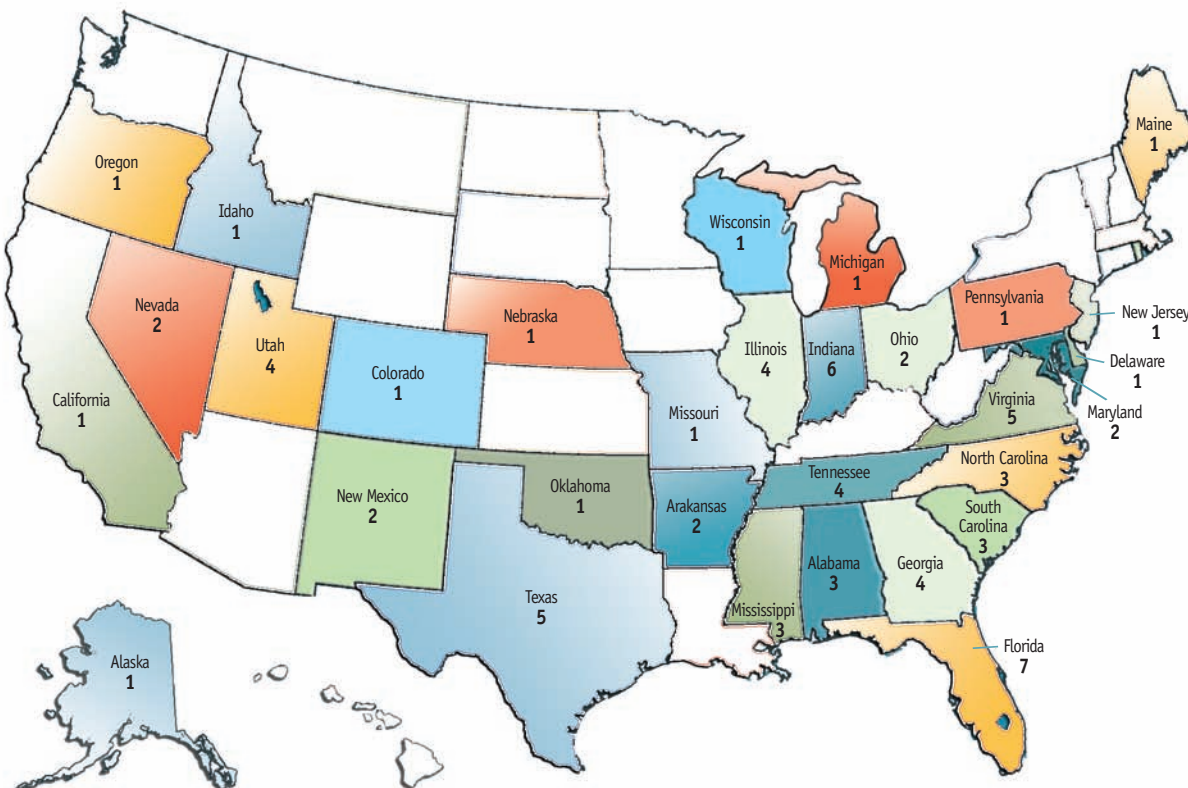 Maine
1
Oregon
1
Idaho
1
Wisconsin
1
Michigan
1
Pennsylvania
1
New Jersey
1
Nevada
2
Nebraska
1
Utah
4
Illinois
4
Indiana
6
Ohio
2
Delaware
1
Colorado
1
Maryland
2
California
1
Missouri
1
Virginia
5
North Carolina
3
Tennessee
4
Oklahoma
1
New Mexico
2
Arakansas
2
South
Carolina
3
Alabama
3
Georgia
4
Texas
5
Mississippi
3
Florida
7
Alaska
1